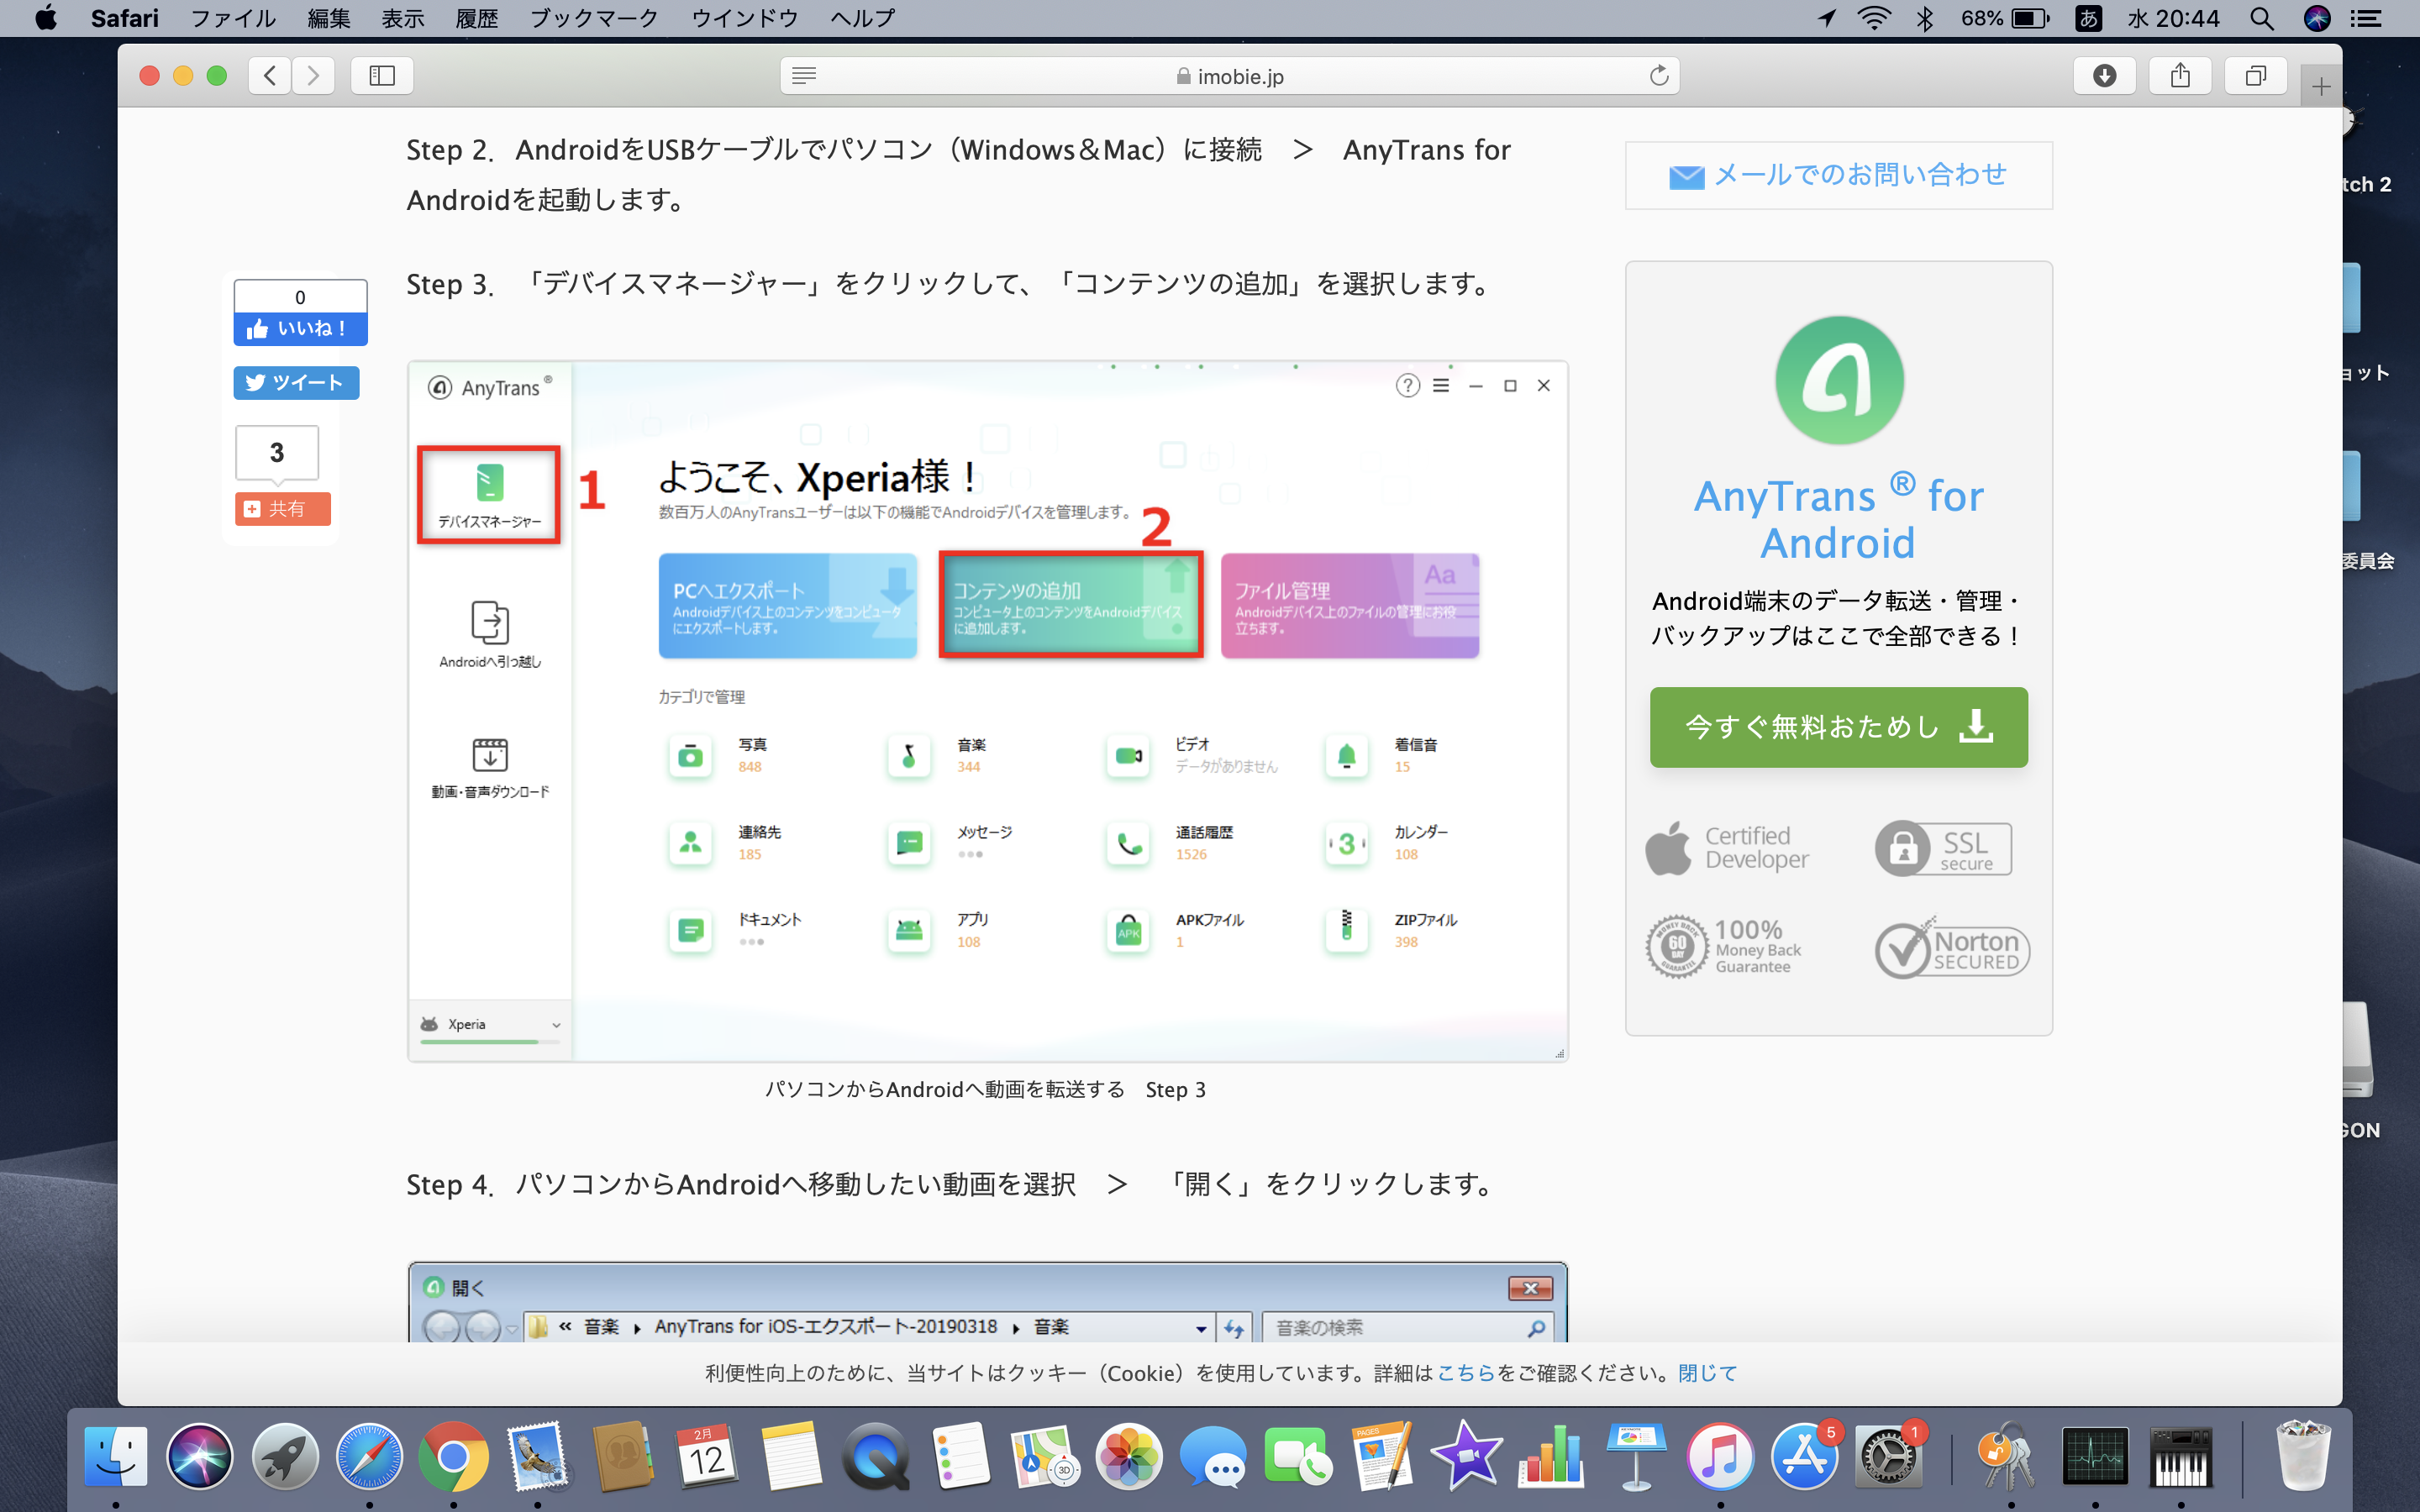 Safari ファイル 編集 表示 履歴 ブックマーク ウインドウ ヘルプ 68% あ 水 20:44
imobie.jp
Step 2．AndroidをUSBケーブルでパソコン（Windows＆Mac）に接続　＞　AnyTrans for
Androidを起動します。
Step 3．「デバイスマネージャー」をクリックして、「コンテンツの追加」を選択します。
0
いいね！
ツイート
3
共有
AnyTrans®
デバイスマネージャー
1
Androidへ引っ越し
動画・音声ダウンロード
Xperia
ようこそ、Xperia様！
数百万人のAnyTransユーザーは以下の機能でAndroidデバイスを管理します。
2
PCへエクスポート
Androidデバイス上のコンテンツをコンピュータ
にエクスポートします。
コンテンツの追加
コンピュータ上のコンテンツをAndroidデバイス
に追加します。
ファイル管理
Aa
Androidデバイス上のファイルの管理にお役
立ちます。
カテゴリで管理
写真
848
音楽
344
ビデオ
データがありません
着信音
15
連絡先
185
メッセージ
通話履歴
1526
3
カレンダー
108
ドキュメント
アプリ
108
APK
APKファイル
1
ZIPファイル
398
パソコンからAndroidへ動画を転送する　Step 3
Step 4．パソコンからAndroidへ移動したい動画を選択　＞　「開く」をクリックします。
開く
« 音楽 AnyTrans for iOS-エクスポート-20190318 音楽 音楽の検索
メールでのお問い合わせ
AnyTrans ® for
Android
Android端末のデータ転送・管理・
バックアップはここで全部できる！
今すぐ無料おためし
Certified
Developer
SSL
secure
MONEY BACK
60
DAY
GUARANTEE
100%
Money Back
Guarantee
Norton
SECURED
利便性向上のために、当サイトはクッキー（Cookie）を使用しています。詳細はこちらをご確認ください。閉じて
tch 2
ョット
委員会
GON
2月
12
3D
PAGES
5
1